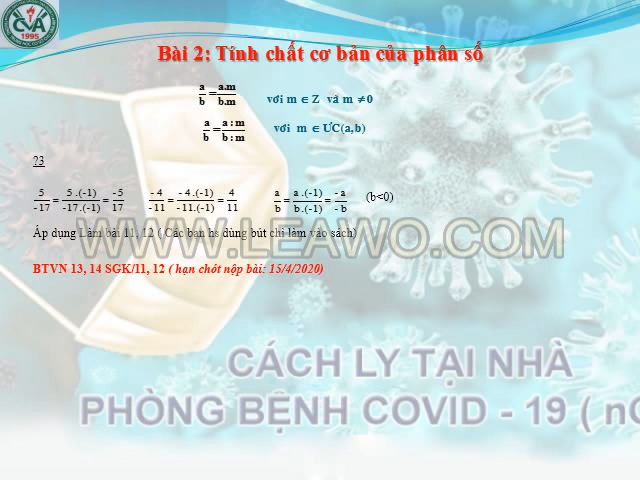 1995
Bài 2: Tính chất cơ bản của phân số
a/b = a.m/b.m với m ∈ Z và m ≠ 0
a/b = a : m/b : m với m ∈ ƯC(a,b)
?3
5/-17 = 5 .(-1)/-17 .(-1) = -5/17 -4/-11 = -4.(-1)/-11.(-1) = 4/11 a/b = a .(-1)/b .(-1) = -a/-b (b<0)
Áp dụng Làm bài 11, 12 ( Các bạn hs dùng bút chì làm vào sách)
WWW.LEAWO.COM
BTVN 13, 14 SGK/11, 12 ( hạn chót nộp bài: 15/4/2020)
CÁCH LY TẠI NHÀ
PHÒNG BỆNH COVID - 19 ( nC